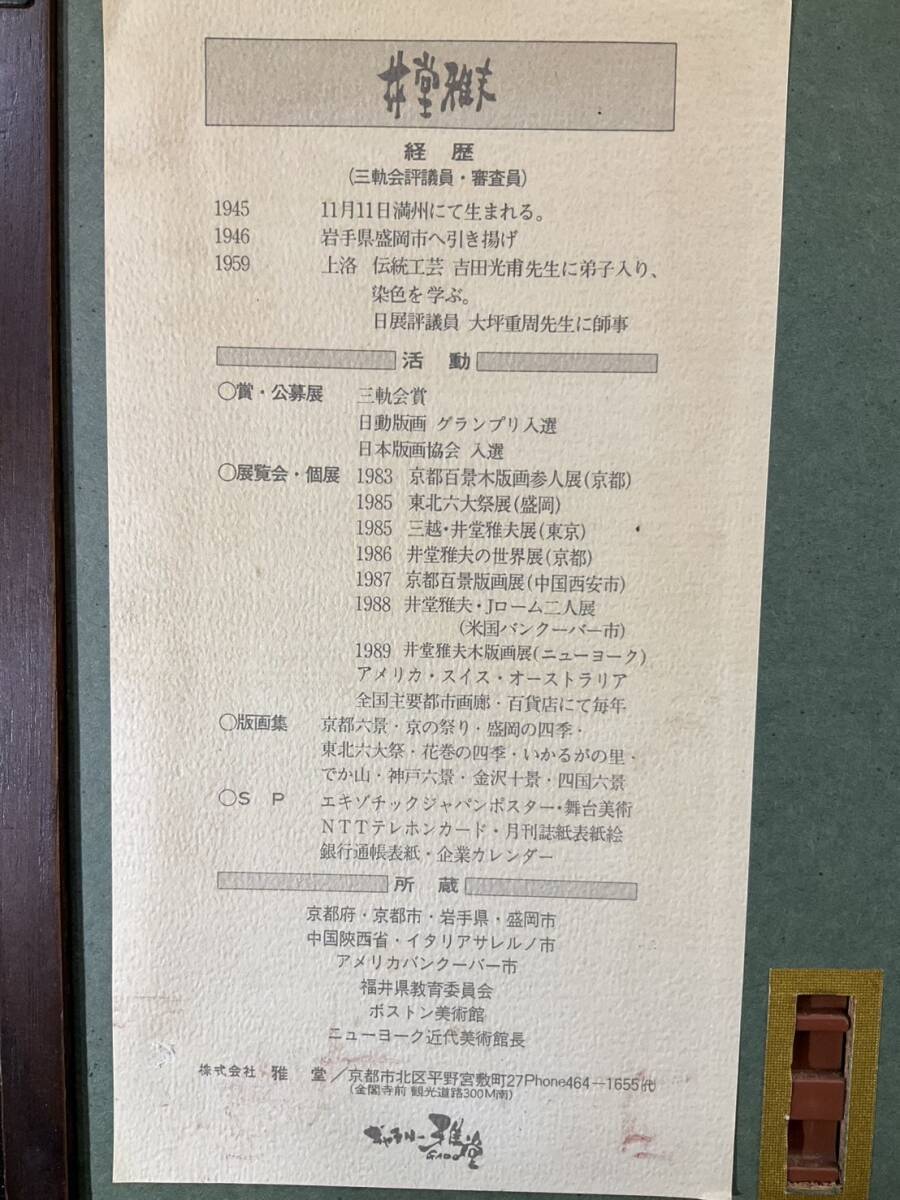 井堂雅夫
経歴
(三軌会評議員・審査員)
1945 11月11日満州にて生まれる。
1946 岩手県盛岡市へ引き揚げ
1959 上洛 伝統工芸 吉田光甫先生に弟子入り、
染色を学ぶ。
日展評議員 大坪重周先生に師事
活動
○賞・公募展 三軌会賞
日動版画 グランプリ入選
日本版画協会 入選
○展覧会・個展 1983 京都百景木版画参人展(京都)
1985 東北六大祭展(盛岡)
1985 三越・井堂雅夫展(東京)
1986 井堂雅夫の世界展(京都)
1987 京都百景版画展(中国西安市)
1988 井堂雅夫・Jローム二人展
(米国バンクーバー市)
1989 井堂雅夫木版画展(ニューヨーク)
アメリカ・スイス・オーストラリア
全国主要都市画廊・百貨店にて毎年
○版画集 京都六景・京の祭り・盛岡の四季・
東北六大祭・花巻の四季・いかるがの里・
でか山・神戸六景・金沢十景・四国六景
○SP エキゾチックジャパンポスター・舞台美術
NTTテレホンカード・月刊誌紙表紙絵
銀行通帳表紙・企業カレンダー
所蔵
京都府・京都市・岩手県・盛岡市
中国陝西省・イタリアサレルノ市
アメリカバンクーバー市
福井県教育委員会
ボストン美術館
ニューヨーク近代美術館長
株式会社 雅堂/京都市北区平野宮敷町27Phone464-1655代
(金閣寺前 観光道路300M南)